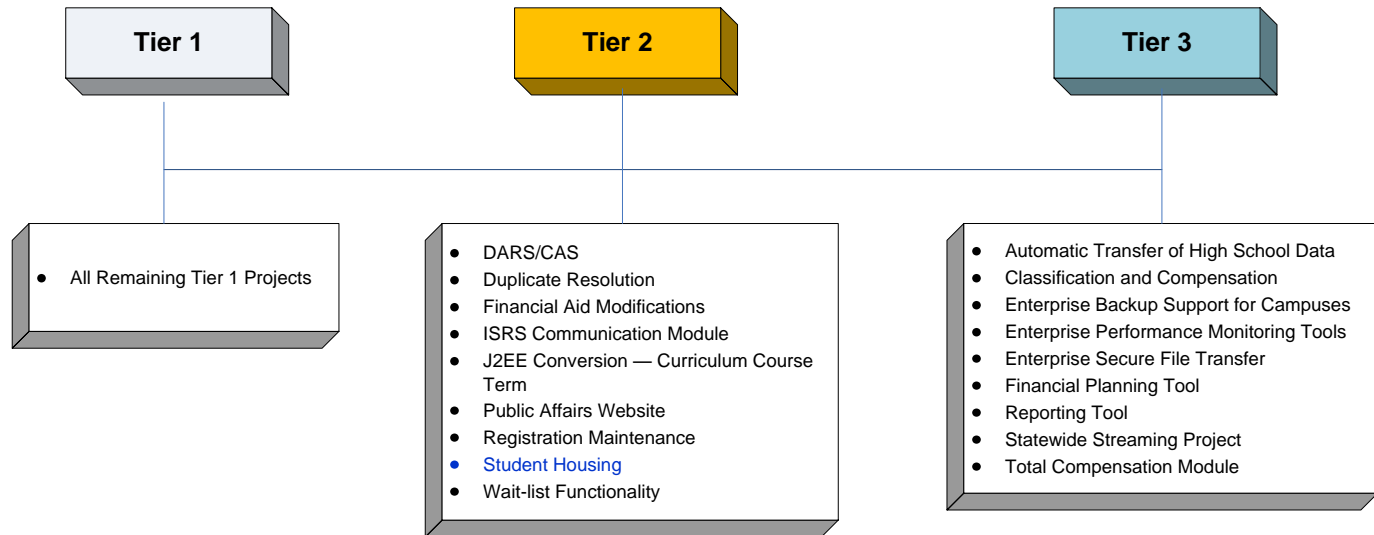 Tier 1
Tier 2
Tier 3
● All Remaining Tier 1 Projects
● DARS/CAS
● Duplicate Resolution
● Financial Aid Modifications
● ISRS Communication Module
● J2EE Conversion — Curriculum Course
Term
● Public Affairs Website
● Registration Maintenance
● Student Housing
● Wait-list Functionality
● Automatic Transfer of High School Data
● Classification and Compensation
● Enterprise Backup Support for Campuses
● Enterprise Performance Monitoring Tools
● Enterprise Secure File Transfer
● Financial Planning Tool
● Reporting Tool
● Statewide Streaming Project
● Total Compensation Module